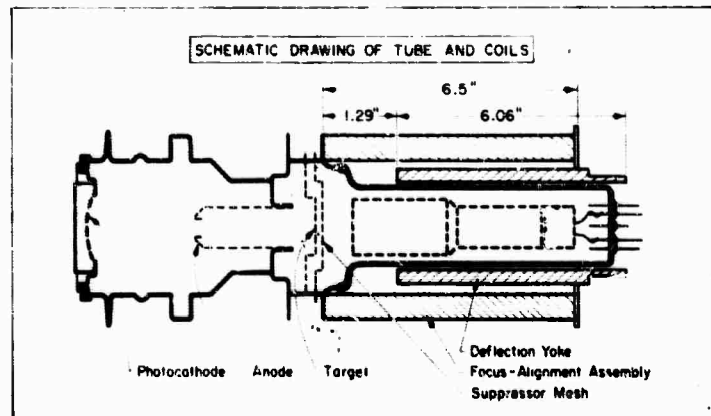 SCHEMATIC DRAWING OF TUBE AND COILS
6.5"
1.29" 6.06"
Deflection Yoke
Photocathode Anode Target Focus-Alignment Assembly
Suppressor Mesh